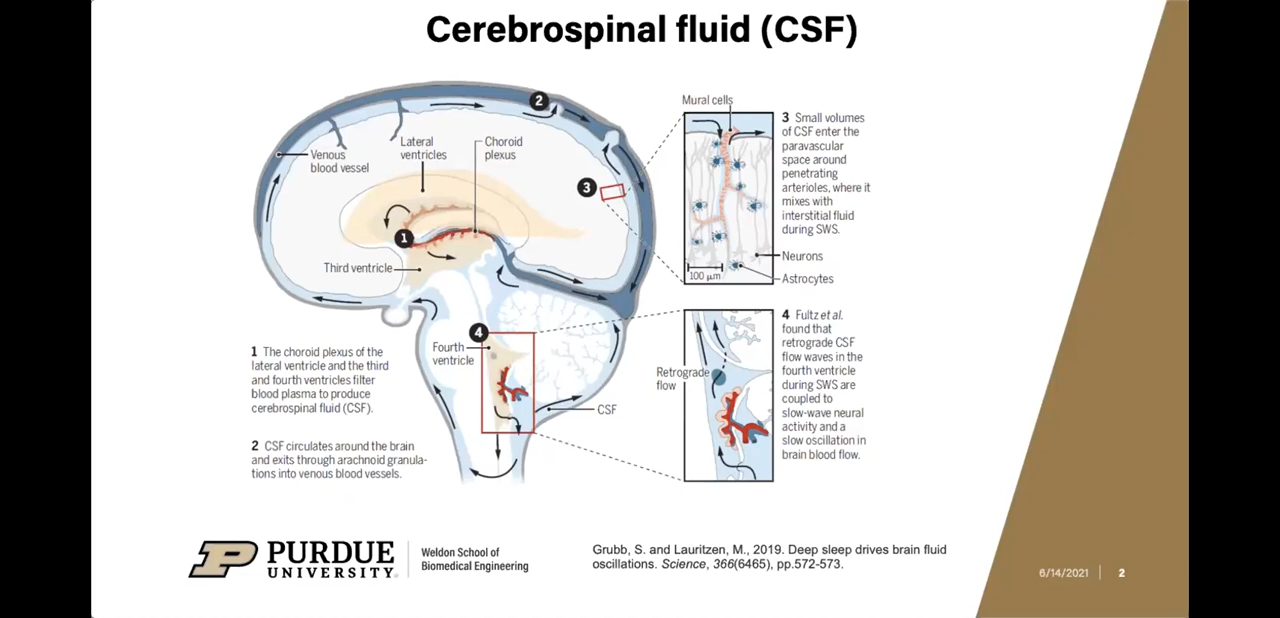 Cerebrospinal fluid (CSF)
2
Mural cells
Venous
blood vessel
Lateral
ventricles
Choroid
plexus
3
1
Third ventricle
3 Small volumes
of CSF enter the
paravascular
space around
penetrating
arterioles, where it
mixes with
interstitial fluid
during SWS.
Neurons
Astrocytes
100 μm
4
Fourth
ventricle
CSF
Retrograde
flow
4 Fultz et al.
found that
retrograde CSF
flow waves in the
fourth ventricle
during SWS are
coupled to
slow-wave neural
activity and a
slow oscillation in
brain blood flow.
1 The choroid plexus of the
lateral ventricle and the third
and fourth ventricles filter
blood plasma to produce
cerebrospinal fluid (CSF).
2 CSF circulates around the brain
and exits through arachnoid granula-
tions into venous blood vessels.
P PURDUE
UNIVERSITY®
Weldon School of
Biomedical Engineering
Grubb, S. and Lauritzen, M., 2019. Deep sleep drives brain fluid
oscillations. Science, 366(6465), pp.572-573.
6/14/2021 | 2